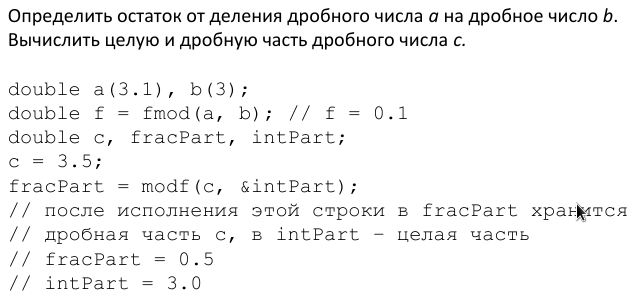 Определить остаток от деления дробного числа a на дробное число b.
Вычислить целую и дробную часть дробного числа c.
double a(3.1), b(3);
double f = fmod(a, b); // f = 0.1
double c, fracPart, intPart;
c = 3.5;
fracPart = modf(c, &intPart);
// после исполнения этой строки в fracPart хранится
// дробная часть c, в intPart – целая часть
// fracPart = 0.5
// intPart = 3.0